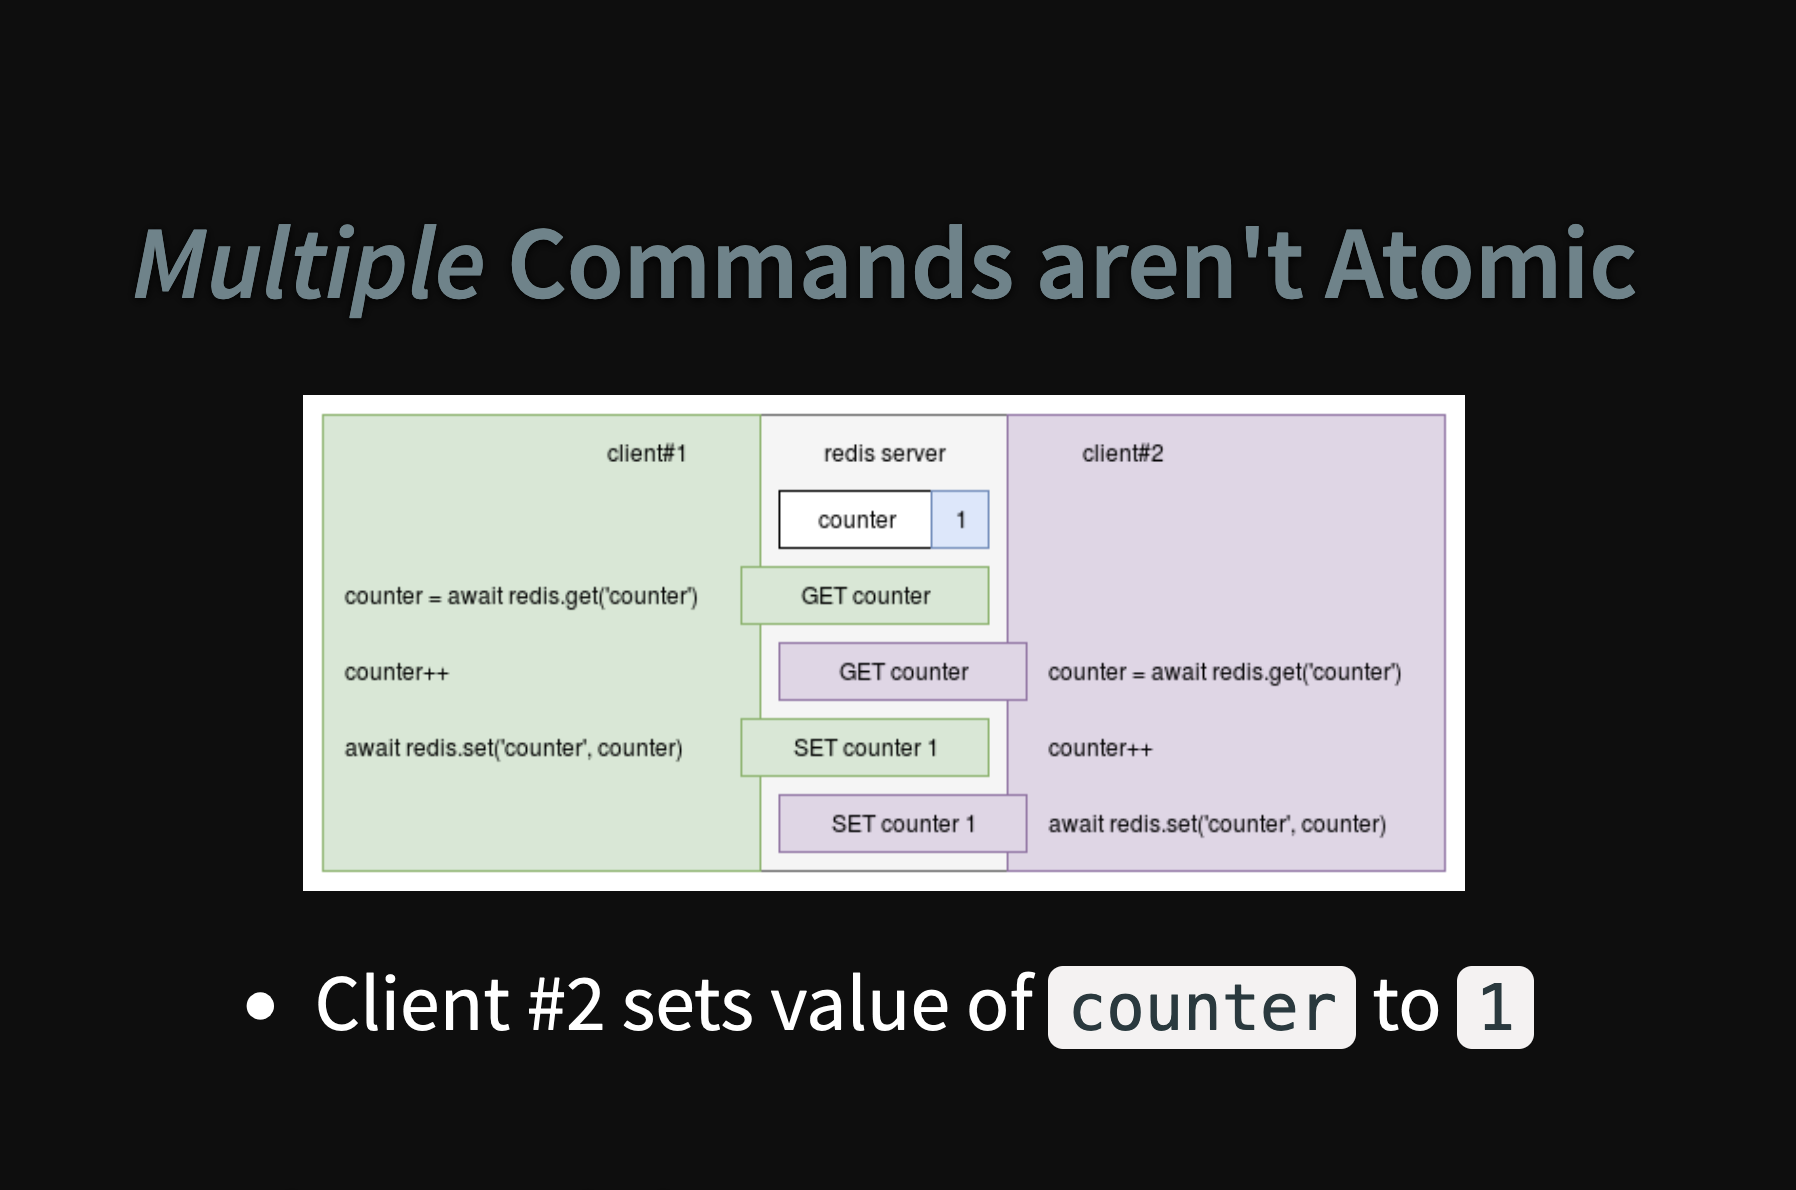 Multiple Commands aren't Atomic
client#1 redis server client#2
counter 1
counter = await redis.get('counter') GET counter
GET counter counter = await redis.get('counter')
counter++
await redis.set('counter', counter) SET counter 1 counter++
SET counter 1 await redis.set('counter', counter)
• Client #2 sets value of counter to 1